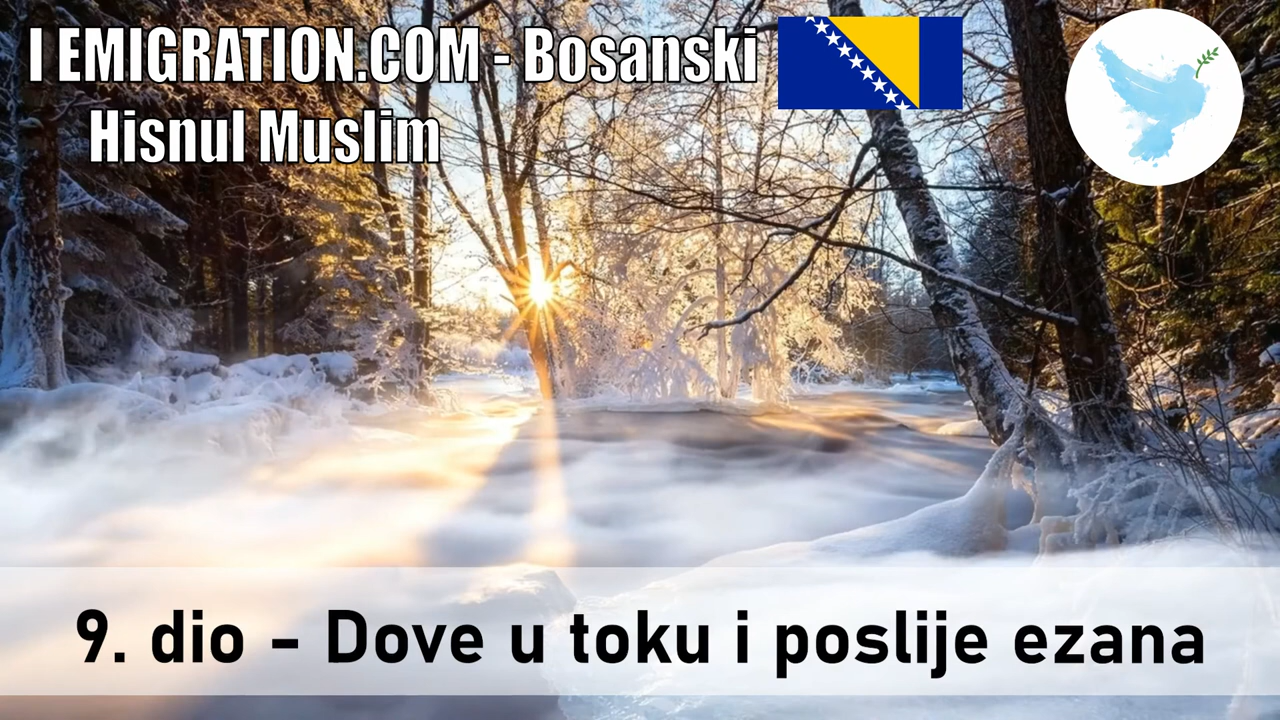 I EMIGRATION.COM - Bosanski
Hisnul Muslim
9. dio - Dove u toku i poslije ezana